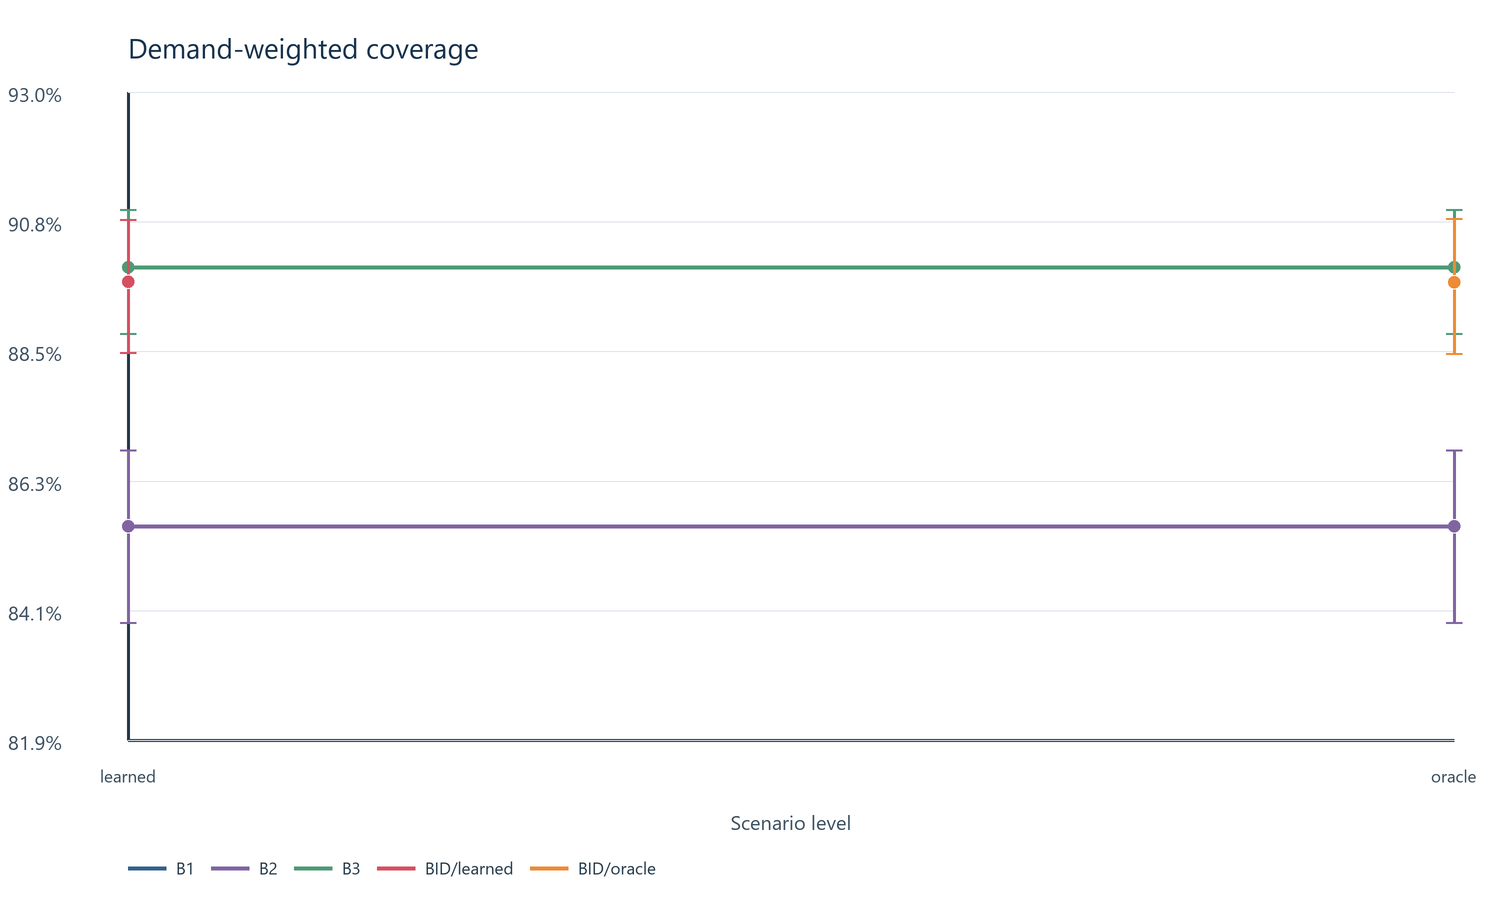 Demand-weighted coverage
93.0%
90.8%
88.5%
86.3%
84.1%
81.9%
learned oracle
Scenario level
B1 B2 B3 BID/learned BID/oracle